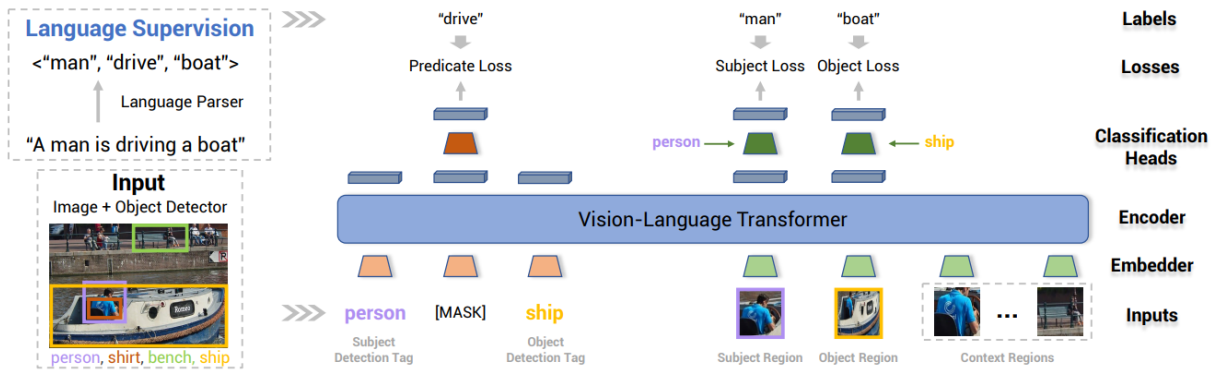 Language Supervision
<“man”, “drive”, “boat”>
Language Parser
“A man is driving a boat”
Input
Image + Object Detector
person, shirt, bench, ship
“drive”
“man”
“boat”
Labels
Predicate Loss
Subject Loss
Object Loss
Losses
person
ship
Classification
Heads
Vision-Language Transformer
Encoder
Embedder
person
[MASK]
ship
...
Inputs
Subject
Detection Tag
Object
Detection Tag
Subject Region
Object Region
Context Regions